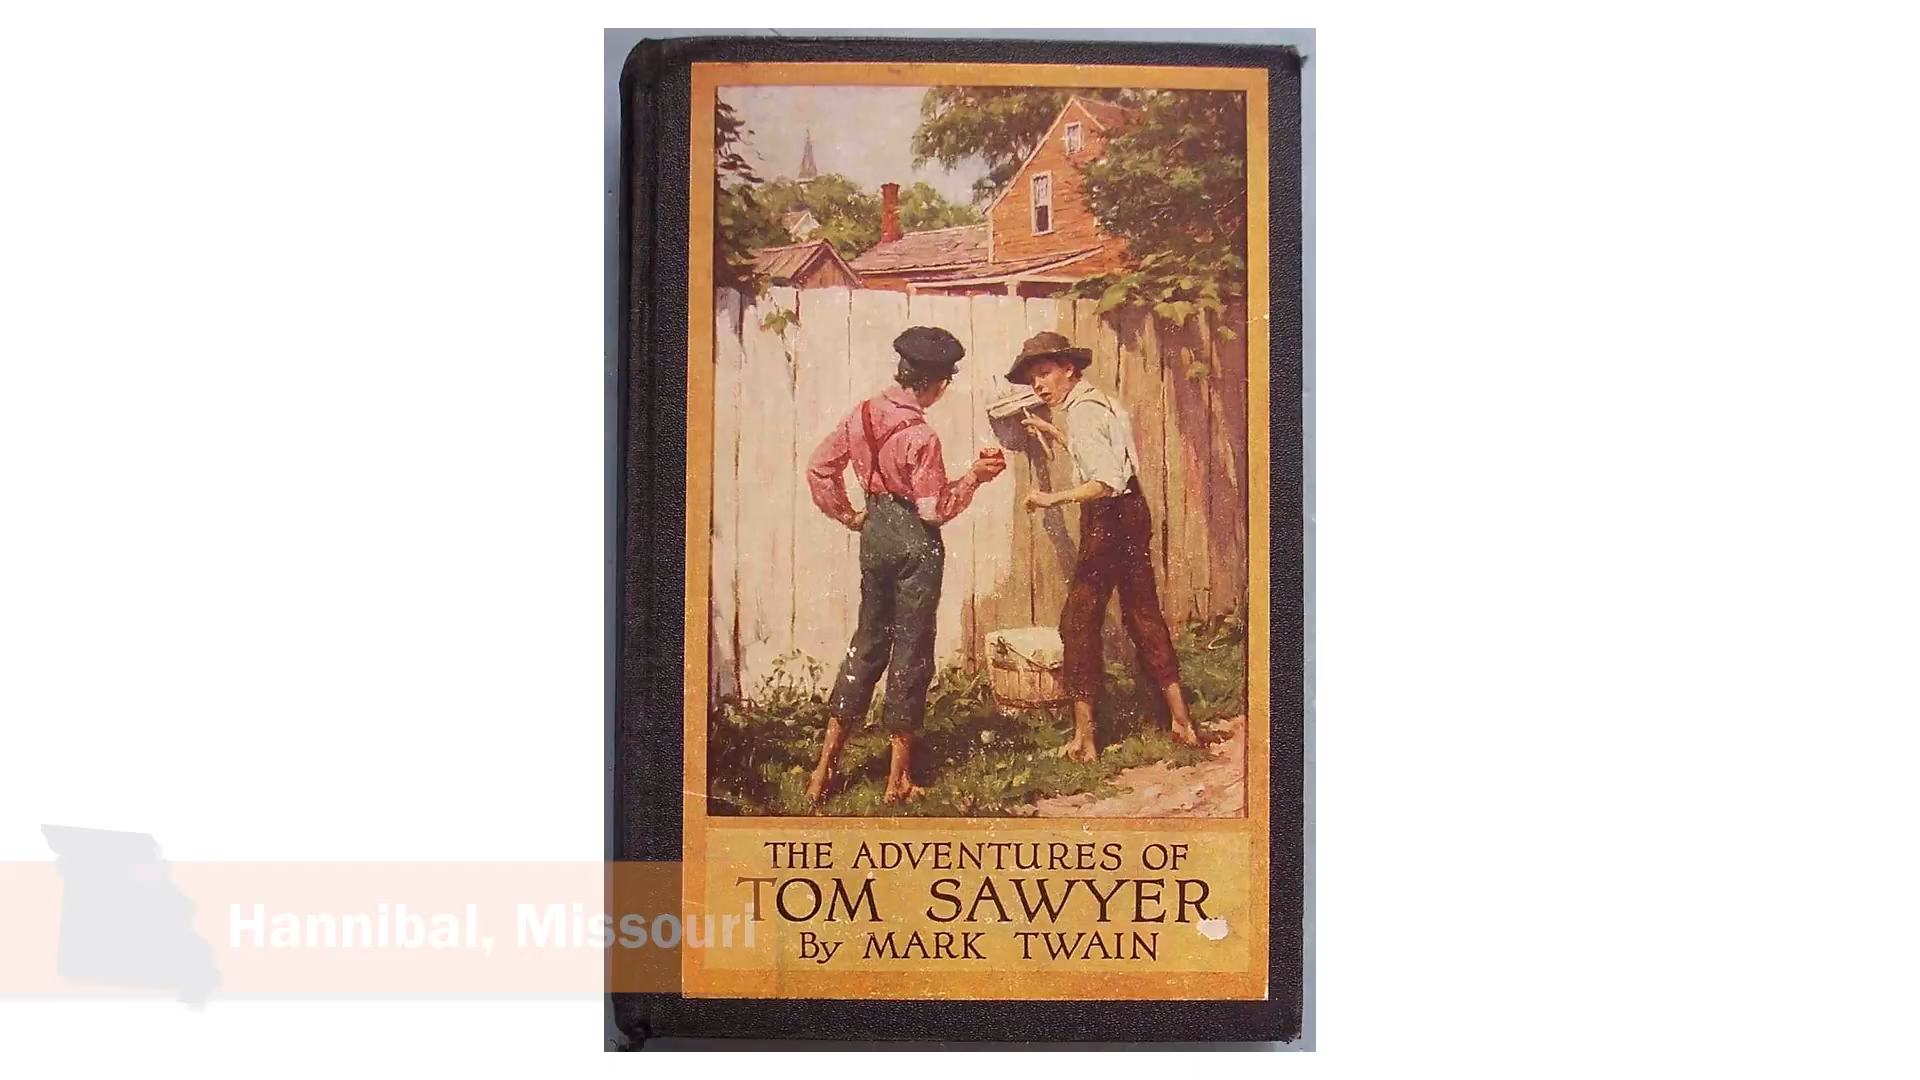 THE ADVENTURES OF
TOM SAWYER
By MARK TWAIN
Hannibal, Missouri